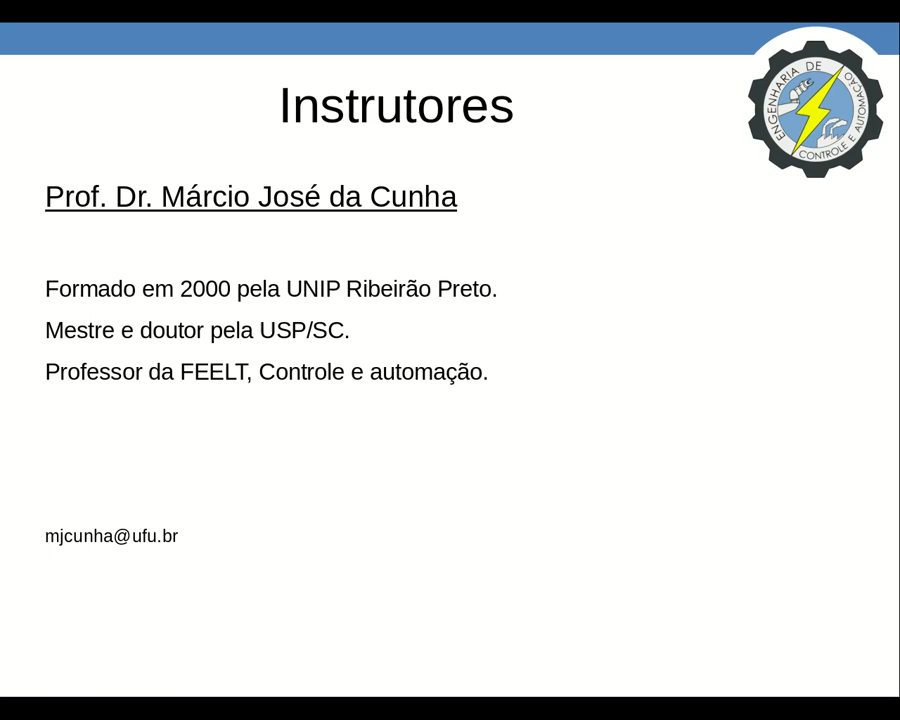 Instrutores
ENGENHARIA DE
CONTROLE E AUTOMAÇÃO
Prof. Dr. Márcio José da Cunha
Formado em 2000 pela UNIP Ribeirão Preto.
Mestre e doutor pela USP/SC.
Professor da FEELT, Controle e automação.
mjcunha@ufu.br